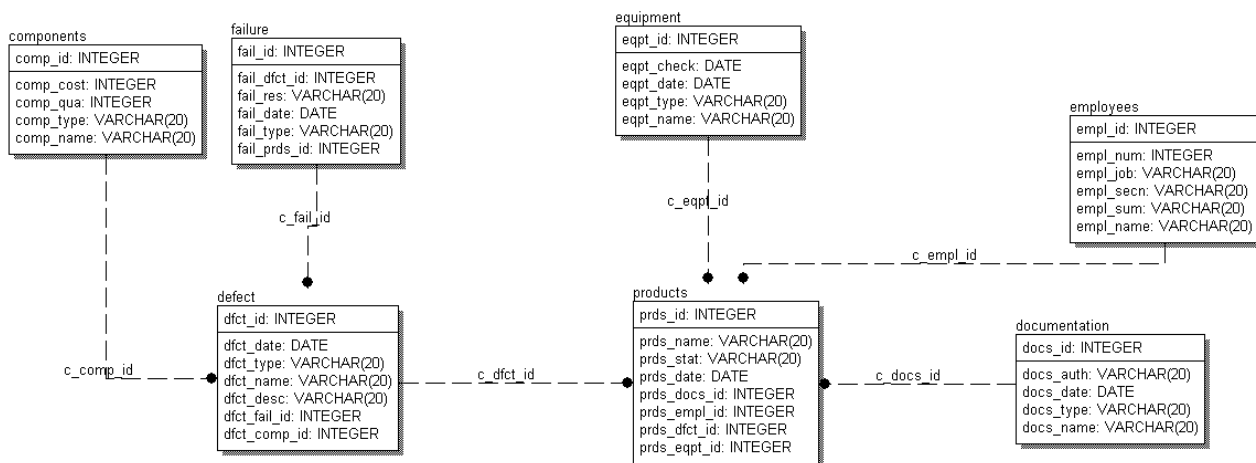 components
comp_id: INTEGER
comp_cost: INTEGER
comp_qua: INTEGER
comp_type: VARCHAR(20)
comp_name: VARCHAR(20)
failure
fail_id: INTEGER
fail_dfct_id: INTEGER
fail_res: VARCHAR(20)
fail_date: DATE
fail_type: VARCHAR(20)
fail_prds_id: INTEGER
equipment
eqpt_id: INTEGER
eqpt_check: DATE
eqpt_date: DATE
eqpt_type: VARCHAR(20)
eqpt_name: VARCHAR(20)
employees
empl_id: INTEGER
empl_num: INTEGER
empl_job: VARCHAR(20)
empl_secn: VARCHAR(20)
empl_sum: VARCHAR(20)
empl_name: VARCHAR(20)
c_fail_id
c_eqpt_id
c_empl_id
c_comp_id
defect
dfct_id: INTEGER
dfct_date: DATE
dfct_type: VARCHAR(20)
dfct_name: VARCHAR(20)
dfct_desc: VARCHAR(20)
dfct_fail_id: INTEGER
dfct_comp_id: INTEGER
c_dfct_id
products
prds_id: INTEGER
prds_name: VARCHAR(20)
prds_stat: VARCHAR(20)
prds_date: DATE
prds_docs_id: INTEGER
prds_empl_id: INTEGER
prds_dfct_id: INTEGER
prds_eqpt_id: INTEGER
c_docs_id
documentation
docs_id: INTEGER
docs_auth: VARCHAR(20)
docs_date: DATE
docs_type: VARCHAR(20)
docs_name: VARCHAR(20)